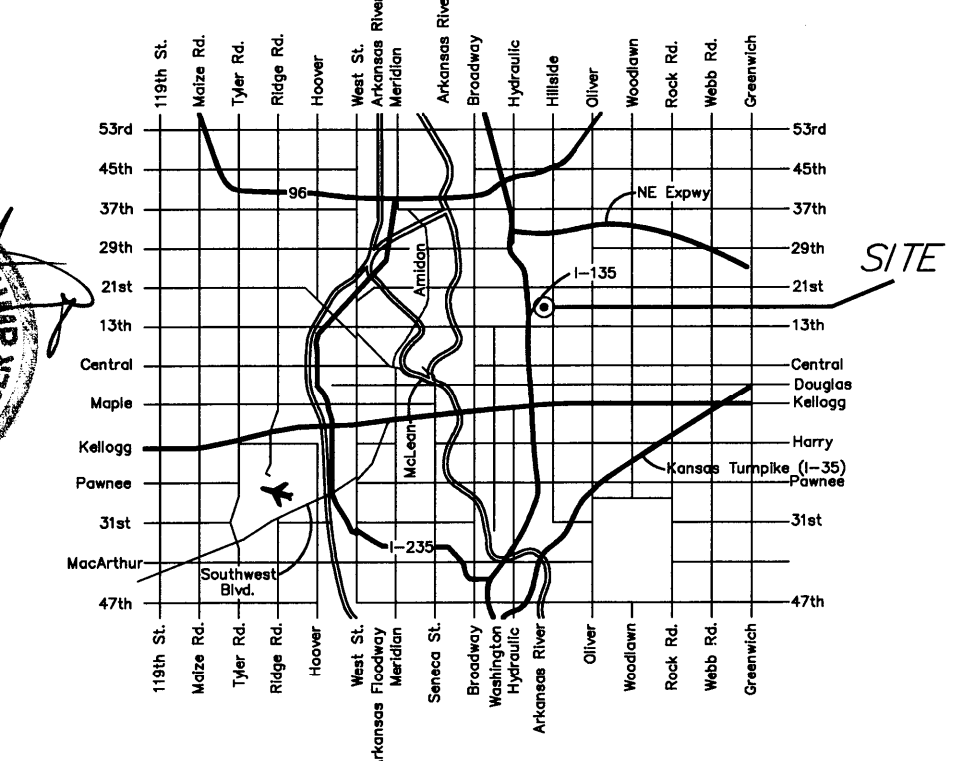 119th St.
Maize Rd.
Tyler Rd.
Ridge Rd.
Hoover
West St.
Arkansas River
Meridian
Arkansas River
Broadway
Hydraulic
Hillside
Oliver
Woodlawn
Rock Rd.
Webb Rd.
Greenwich
53rd
53rd
45th
45th
96
NE Expwy
37th
37th
29th
29th
Amidon
SITE
I-135
21st
21st
13th
13th
Central
Central
Douglas
Maple
Kellogg
McLean
Kellogg
Harry
Kansas Turnpike (I-35)
Pawnee
Pawnee
31st
31st
I-235
MacArthur
Southwest
Blvd.
47th
47th
119th St.
Maize Rd.
Tyler Rd.
Ridge Rd.
Hoover
West St.
Arkansas Floodway
Meridian
Seneca St.
Broadway
Washington
Hydraulic
Arkansas River
Oliver
Woodlawn
Rock Rd.
Webb Rd.
Greenwich